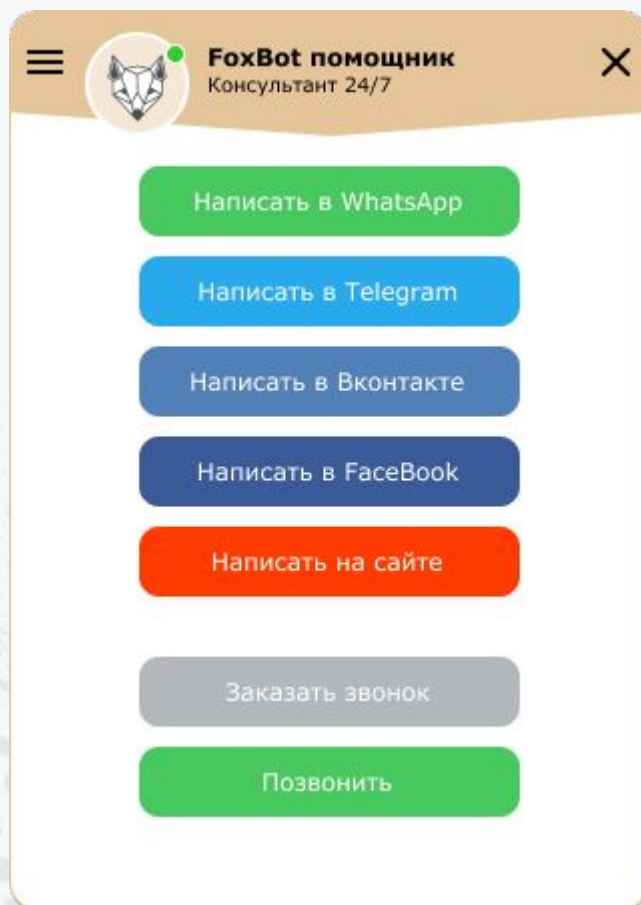 FoxBot помощник
Консультант 24/7
Написать в WhatsApp
Написать в Telegram
Написать в Вконтакте
Написать в FaceBook
Написать на сайте
Заказать звонок
Позвонить